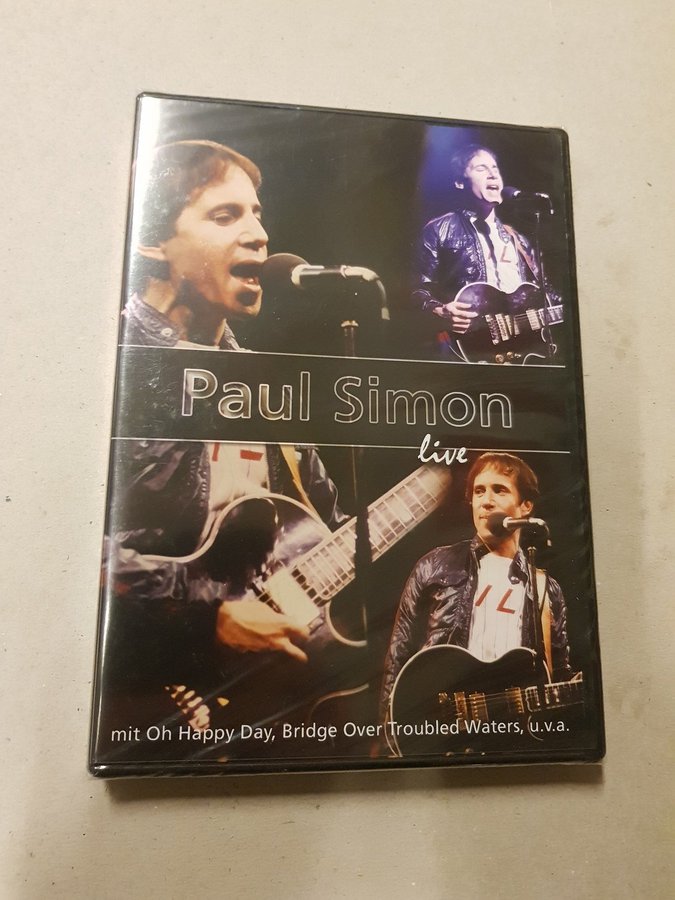 Paul Simon
live
mit Oh Happy Day, Bridge Over Troubled Waters, u.v.a.